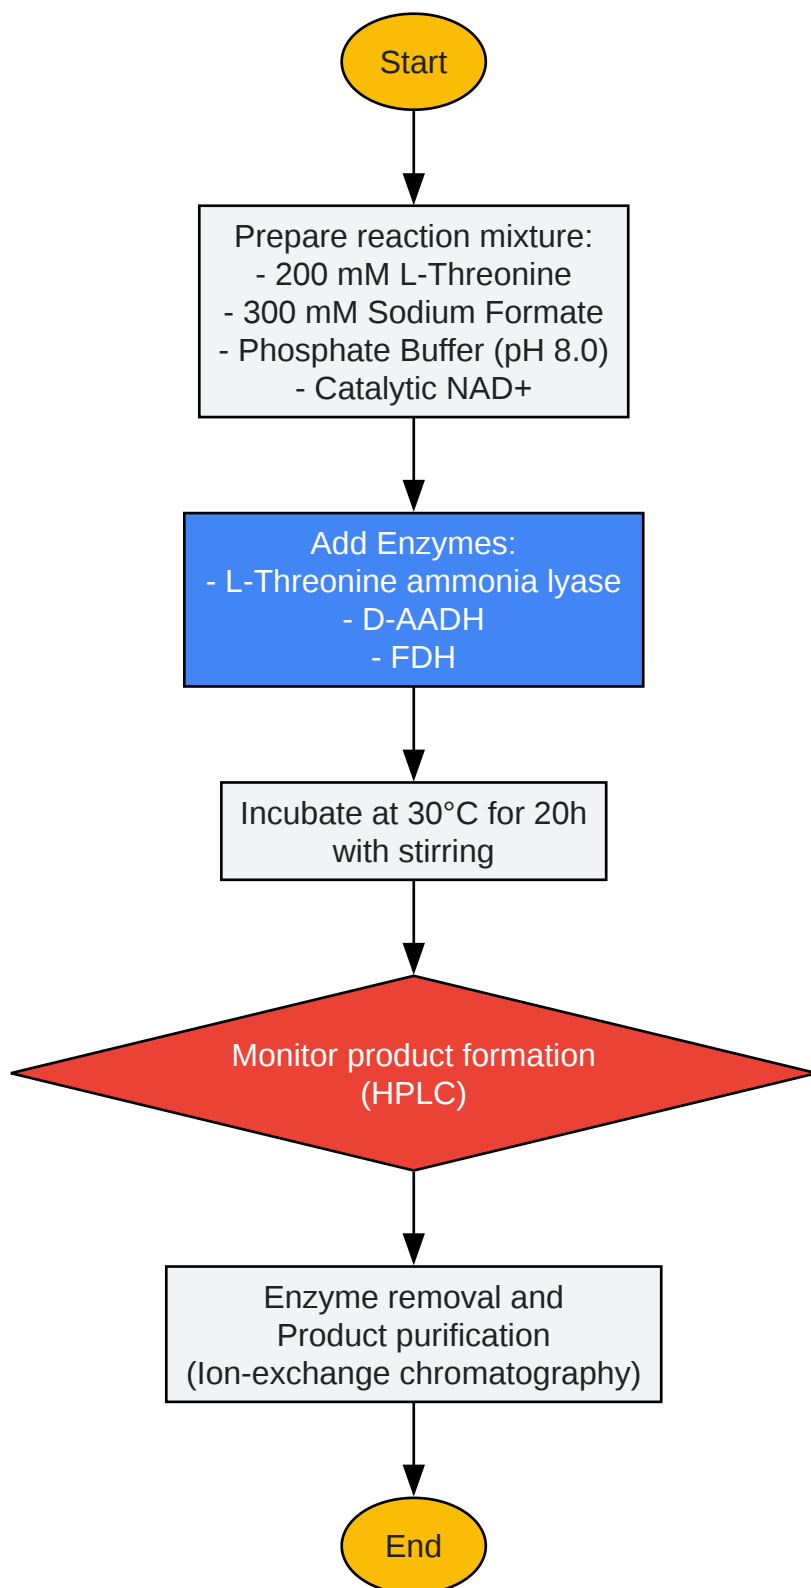 Start
Prepare reaction mixture:
- 200 mM L-Threonine
- 300 mM Sodium Formate
- Phosphate Buffer (pH 8.0)
- Catalytic NAD+
Add Enzymes:
- L-Threonine ammonia lyase
- D-AADH
- FDH
Incubate at 30°C for 20h
with stirring
Monitor product formation
(HPLC)
Enzyme removal and
Product purification
(Ion-exchange chromatography)
End